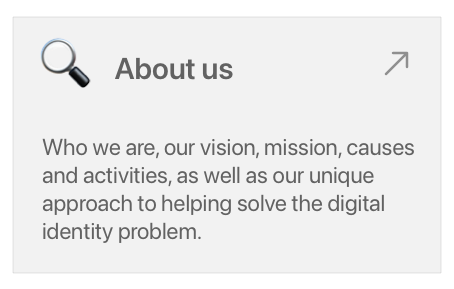 About us
Who we are, our vision, mission, causes
and activities, as well as our unique
approach to helping solve the digital
identity problem.